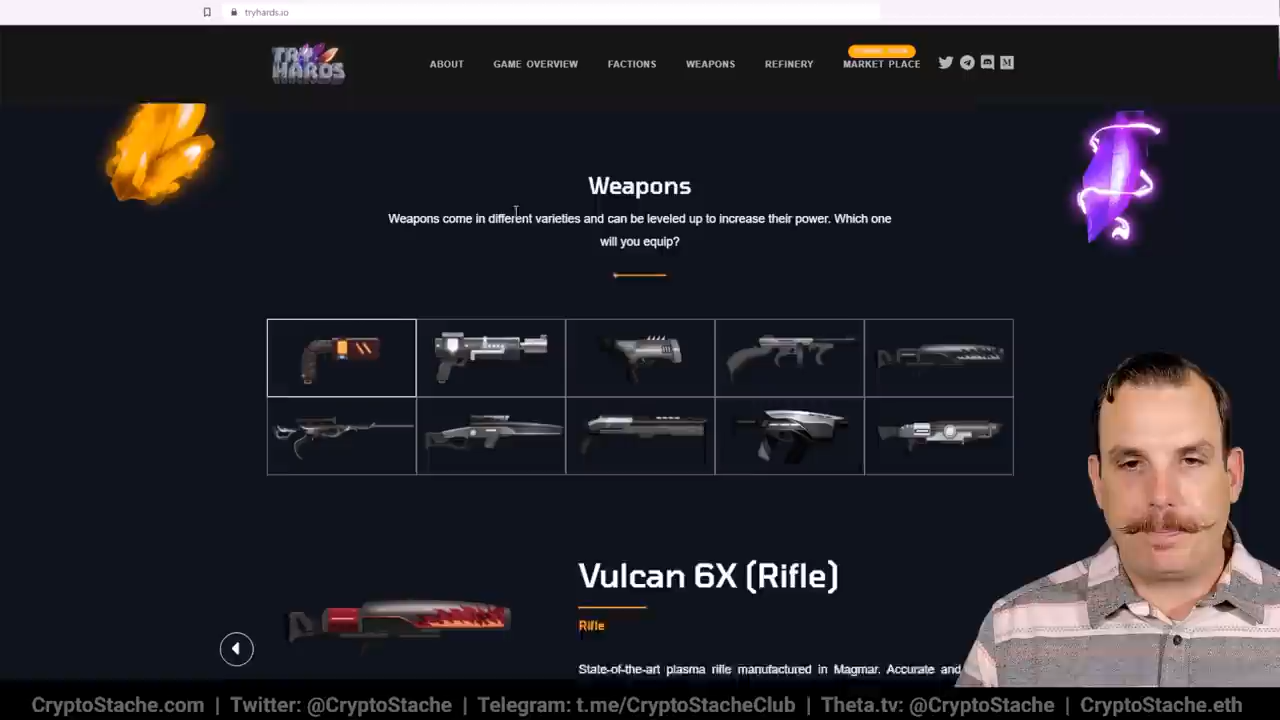 tryhards.io
TRY
HARDS
ABOUT
GAME OVERVIEW
FACTIONS
WEAPONS
REFINERY
MARKET PLACE
Weapons
Weapons come in different varieties and can be leveled up to increase their power. Which one
will you equip?
Vulcan 6X (Rifle)
Rifle
State-of-the-art plasma rifle manufactured in Magmar. Accurate and
CryptoStache.com | Twitter: @CryptoStache | Telegram: t.me/CryptoStacheClub | Theta.tv: @CryptoStache | CryptoStache.eth